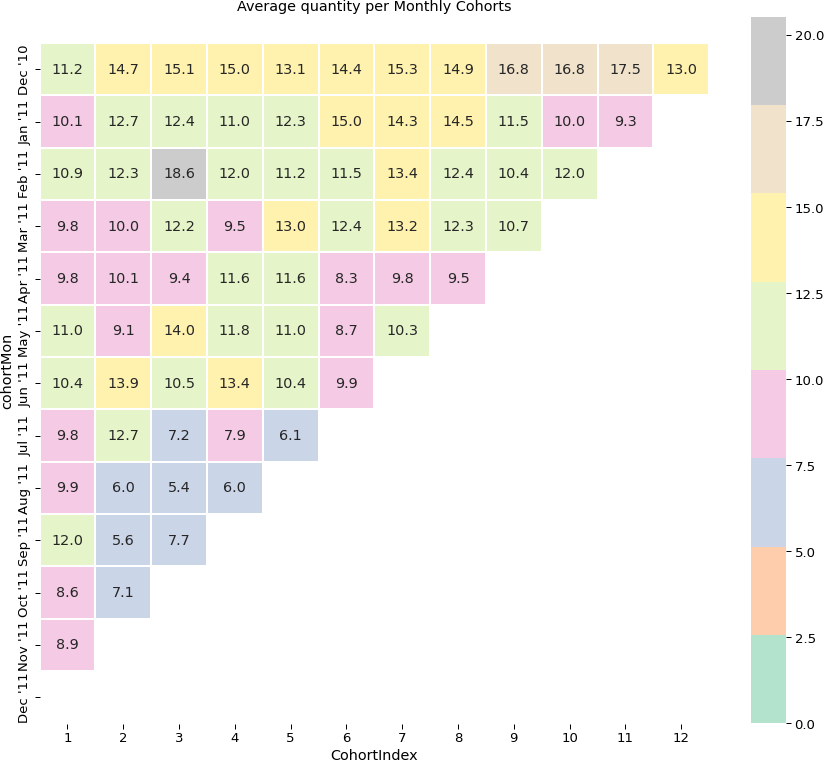 Average quantity per Monthly Cohorts
cohortMon
Dec '10 11.2 14.7 15.1 15.0 13.1 14.4 15.3 14.9 16.8 16.8 17.5 13.0
Jan '11 10.1 12.7 12.4 11.0 12.3 15.0 14.3 14.5 11.5 10.0 9.3
Feb '11 10.9 12.3 18.6 12.0 11.2 11.5 13.4 12.4 10.4 12.0
Mar '11 9.8 10.0 12.2 9.5 13.0 12.4 13.2 12.3 10.7
Apr '11 9.8 10.1 9.4 11.6 11.6 8.3 9.8 9.5
May '11 11.0 9.1 14.0 11.8 11.0 8.7 10.3
Jun '11 10.4 13.9 10.5 13.4 10.4 9.9
Jul '11 9.8 12.7 7.2 7.9 6.1
Aug '11 9.9 6.0 5.4 6.0
Sep '11 12.0 5.6 7.7
Oct '11 8.6 7.1
Nov '11 8.9
Dec '11
1 2 3 4 5 6 7 8 9 10 11 12
CohortIndex
20.0
17.5
15.0
12.5
10.0
7.5
5.0
2.5
0.0